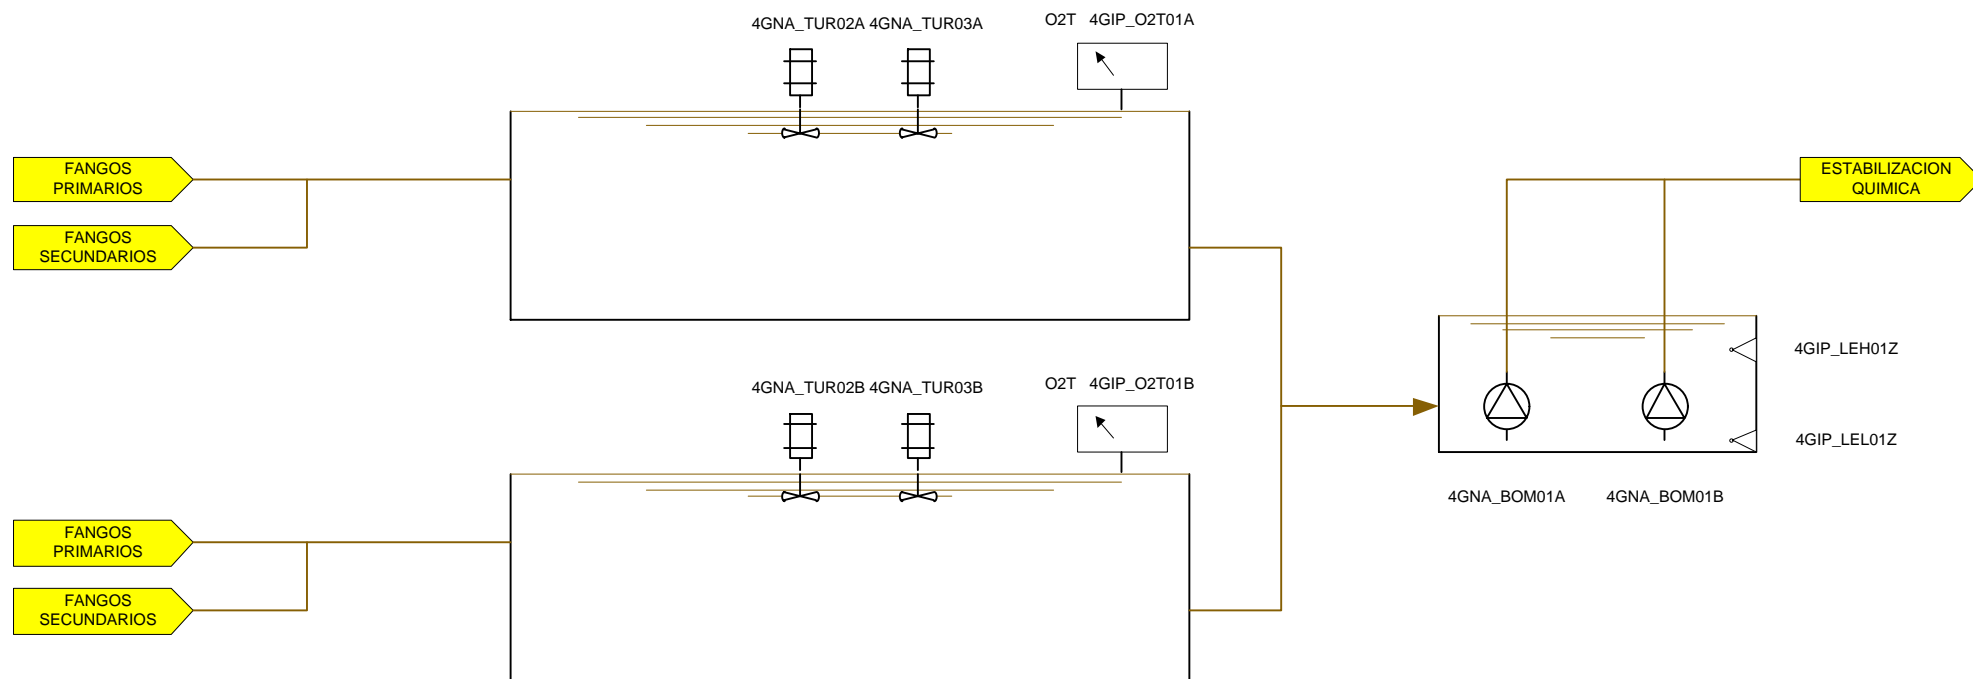 4GNA_TUR02A 4GNA_TUR03A
O2T 4GIP_O2T01A
FANGOS
PRIMARIOS
FANGOS
SECUNDARIOS
ESTABILIZACION
QUIMICA
4GIP_LEH01Z
4GIP_LEL01Z
4GNA_BOM01A
4GNA_BOM01B
4GNA_TUR02B 4GNA_TUR03B
O2T 4GIP_O2T01B
FANGOS
PRIMARIOS
FANGOS
SECUNDARIOS